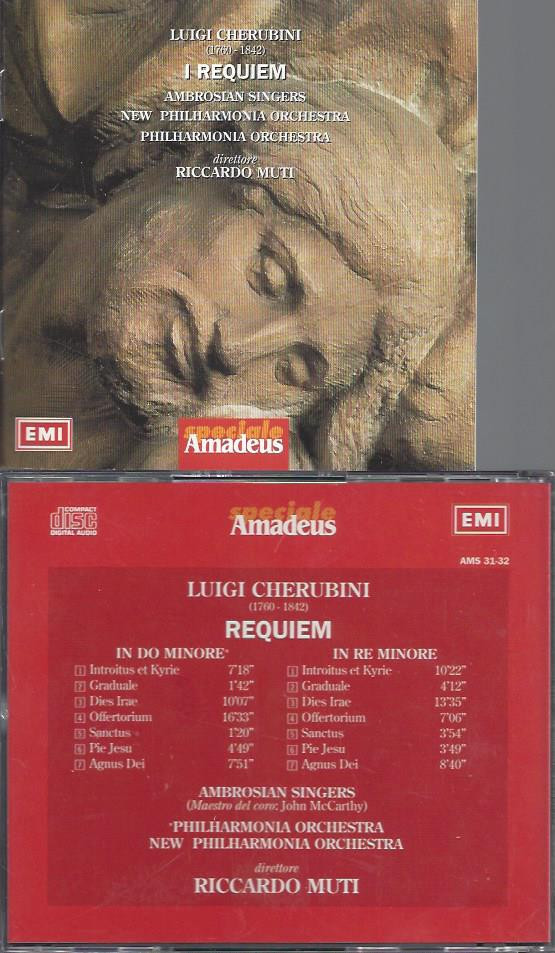 LUIGI CHERUBINI
(1760 - 1842)
I REQUIEM
AMBROSIAN SINGERS
NEW PHILHARMONIA ORCHESTRA
PHILHARMONIA ORCHESTRA
direttore
RICCARDO MUTI
EMI
speciale
Amadeus
COMPACT
disc
DIGITAL AUDIO
speciale
Amadeus
EMI
AMS 31-32
LUIGI CHERUBINI
(1760 - 1842)
REQUIEM
IN DO MINORE*
1 Introitus et Kyrie 7'18"
2 Graduale 1'42"
3 Dies Irae 10'07"
4 Offertorium 16'33"
5 Sanctus 1'20"
6 Pie Jesu 4'49"
7 Agnus Dei 7'51"
IN RE MINORE
1 Introitus et Kyrie 10'22"
2 Graduale 4'12"
3 Dies Irae 13'35"
4 Offertorium 7'06"
5 Sanctus 3'54"
6 Pie Jesu 3'49"
7 Agnus Dei 8'40"
AMBROSIAN SINGERS
(Maestro del coro: John McCarthy)
*PHILHARMONIA ORCHESTRA
NEW PHILHARMONIA ORCHESTRA
direttore
RICCARDO MUTI